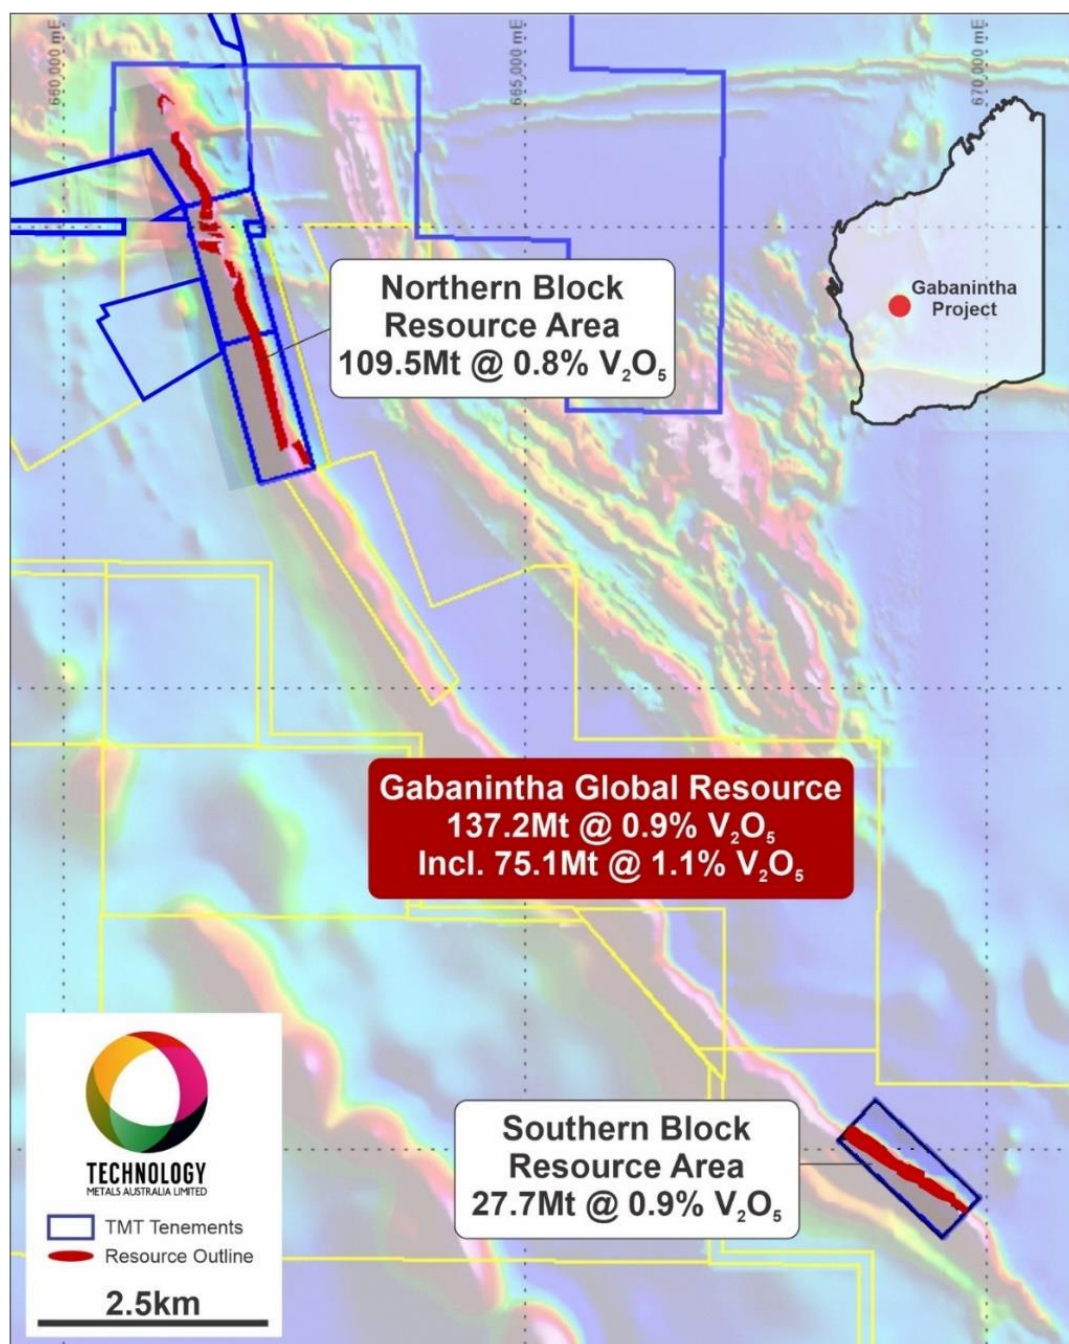 660,000 mE
665,000 mE
670,000 mE
Gabanintha
Project
Northern Block
Resource Area
109.5Mt @ 0.8% V₂O₅
Gabanintha Global Resource
137.2Mt @ 0.9% V₂O₅
Incl. 75.1Mt @ 1.1% V₂O₅
Southern Block
Resource Area
27.7Mt @ 0.9% V₂O₅
TECHNOLOGY
METALS AUSTRALIA LIMITED
TMT Tenements
Resource Outline
2.5km